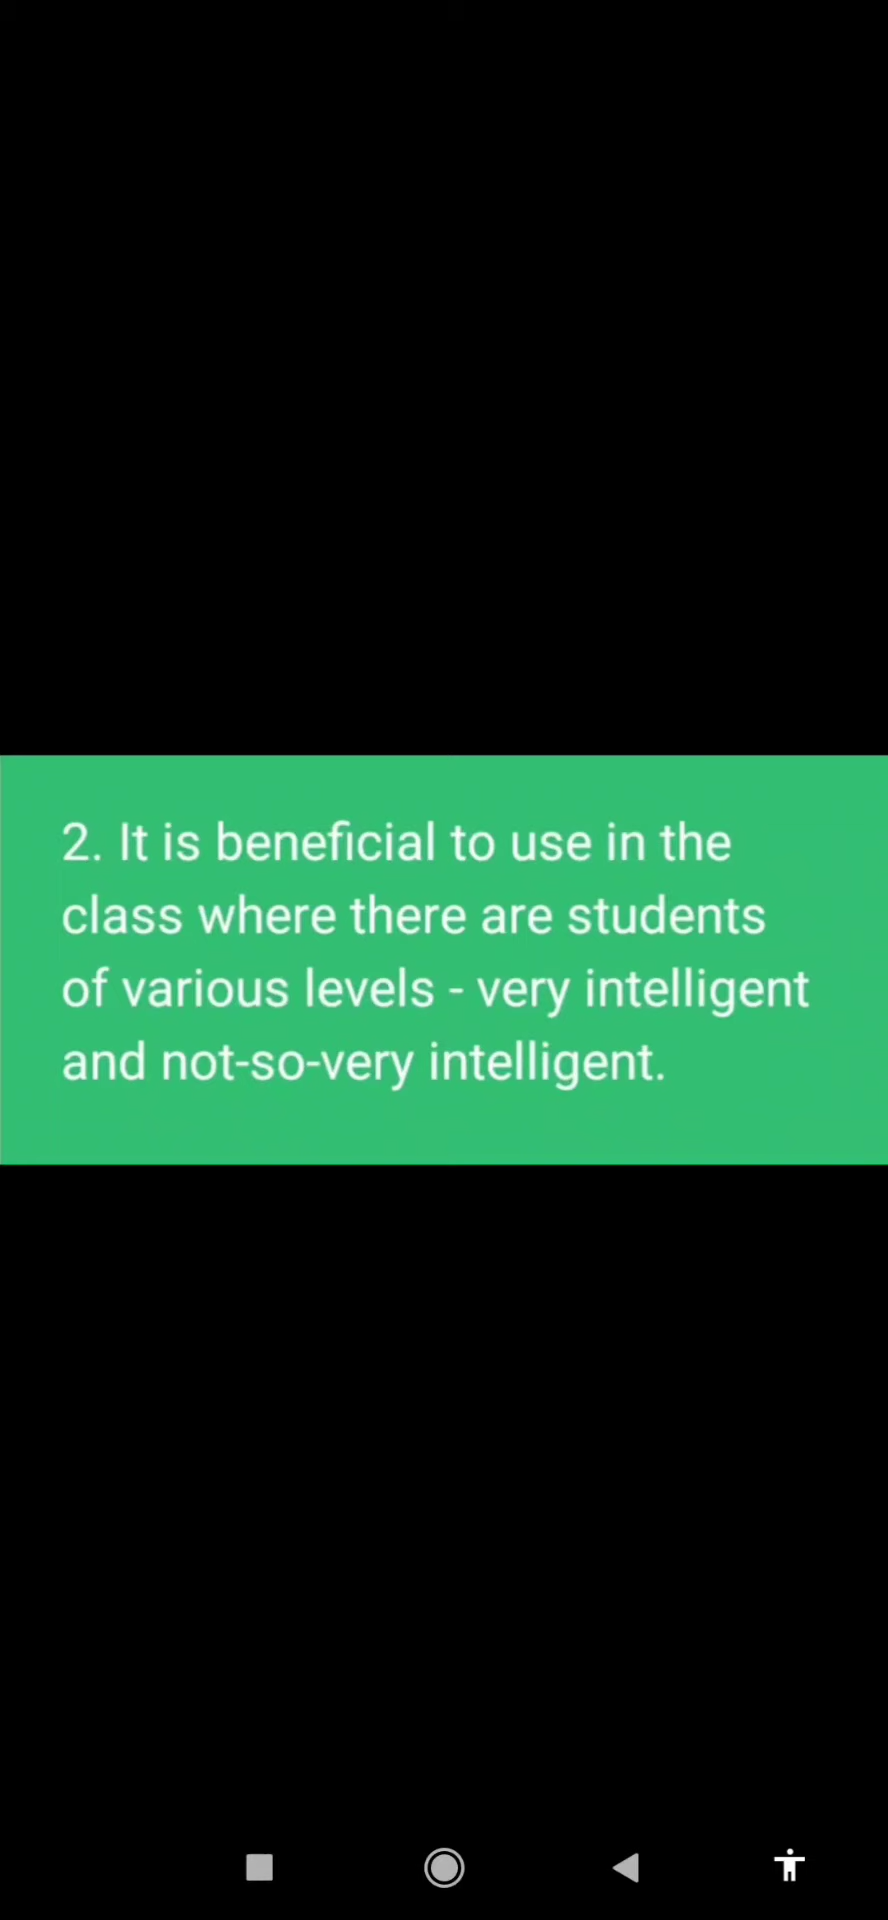 2. It is beneficial to use in the
class where there are students
of various levels - very intelligent
and not-so-very intelligent.